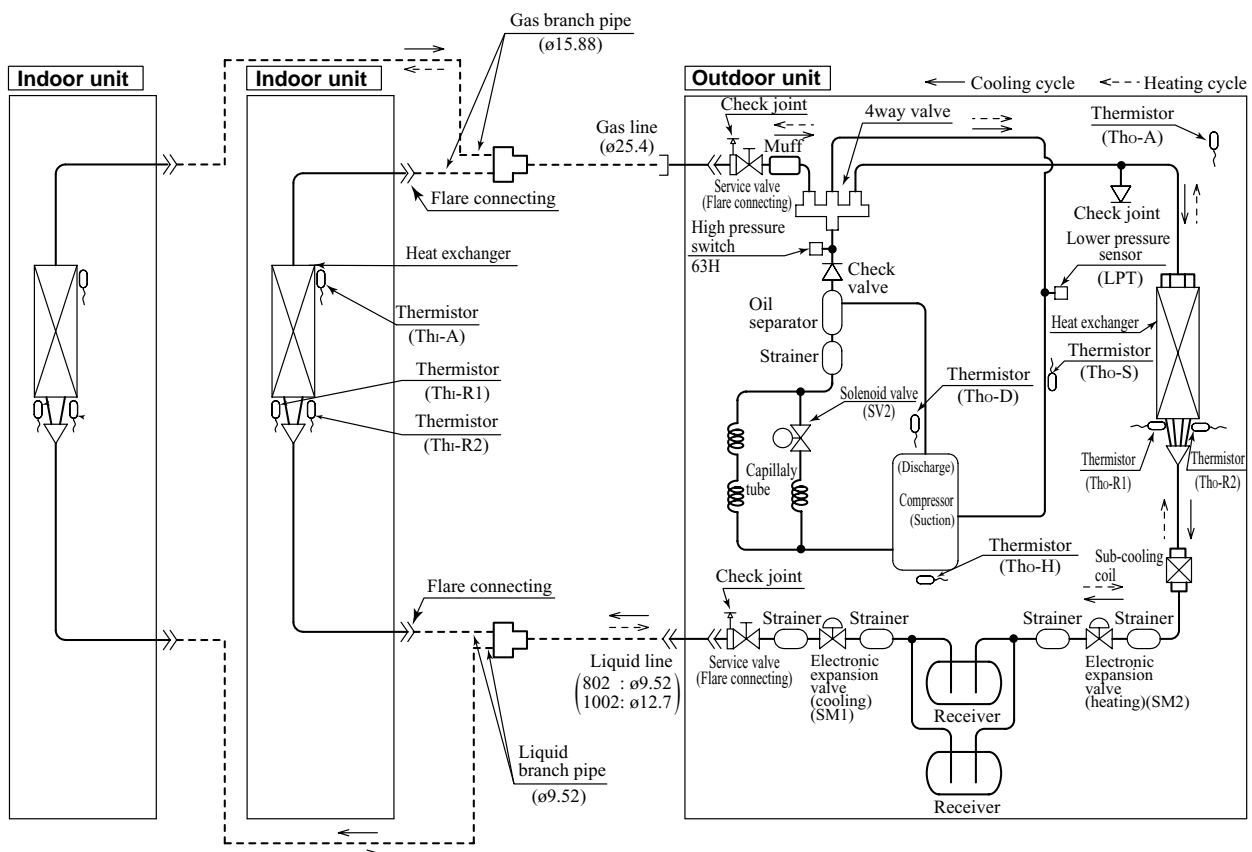 Gas branch pipe
(ø15.88)
Indoor unit
Indoor unit
Outdoor unit
Cooling cycle
Heating cycle
Check joint
4way valve
Thermistor
(Tho-A)
Gas line
(ø25.4)
Muff
Service valve
(Flare connecting)
Flare connecting
Check joint
High pressure
switch
63H
Lower pressure
sensor
(LPT)
Heat exchanger
Check
valve
Thermistor
(ThI-A)
Oil
separator
Heat exchanger
Strainer
Thermistor
(Tho-S)
Thermistor
(ThI-R1)
Thermistor
(Tho-D)
Solenoid valve
(SV2)
Thermistor
(ThI-R2)
Capillaly
tube
(Discharge)
Compressor
(Suction)
Thermistor
(Tho-R1)
Thermistor
(Tho-R2)
Thermistor
(Tho-H)
Sub-cooling
coil
Flare connecting
Check joint
Strainer
Strainer
Strainer
Strainer
Liquid line
802 : ø9.52
1002: ø12.7
Service valve
(Flare connecting)
Electronic
expansion
valve
(cooling)
(SM1)
Receiver
Electronic
expansion
valve
(heating)(SM2)
Liquid
branch pipe
(ø9.52)
Receiver